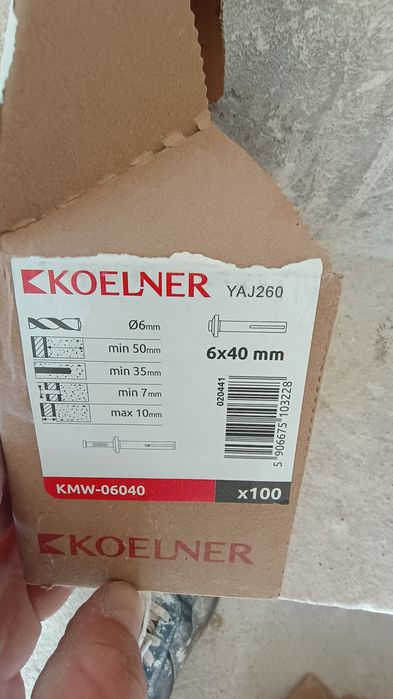 KOELNER YAJ260
Ø6mm
min 50mm
min 35mm
min 7mm
max 10mm
6x40 mm
020441
5 906675 103228
KMW-06040 x100
KOELNER